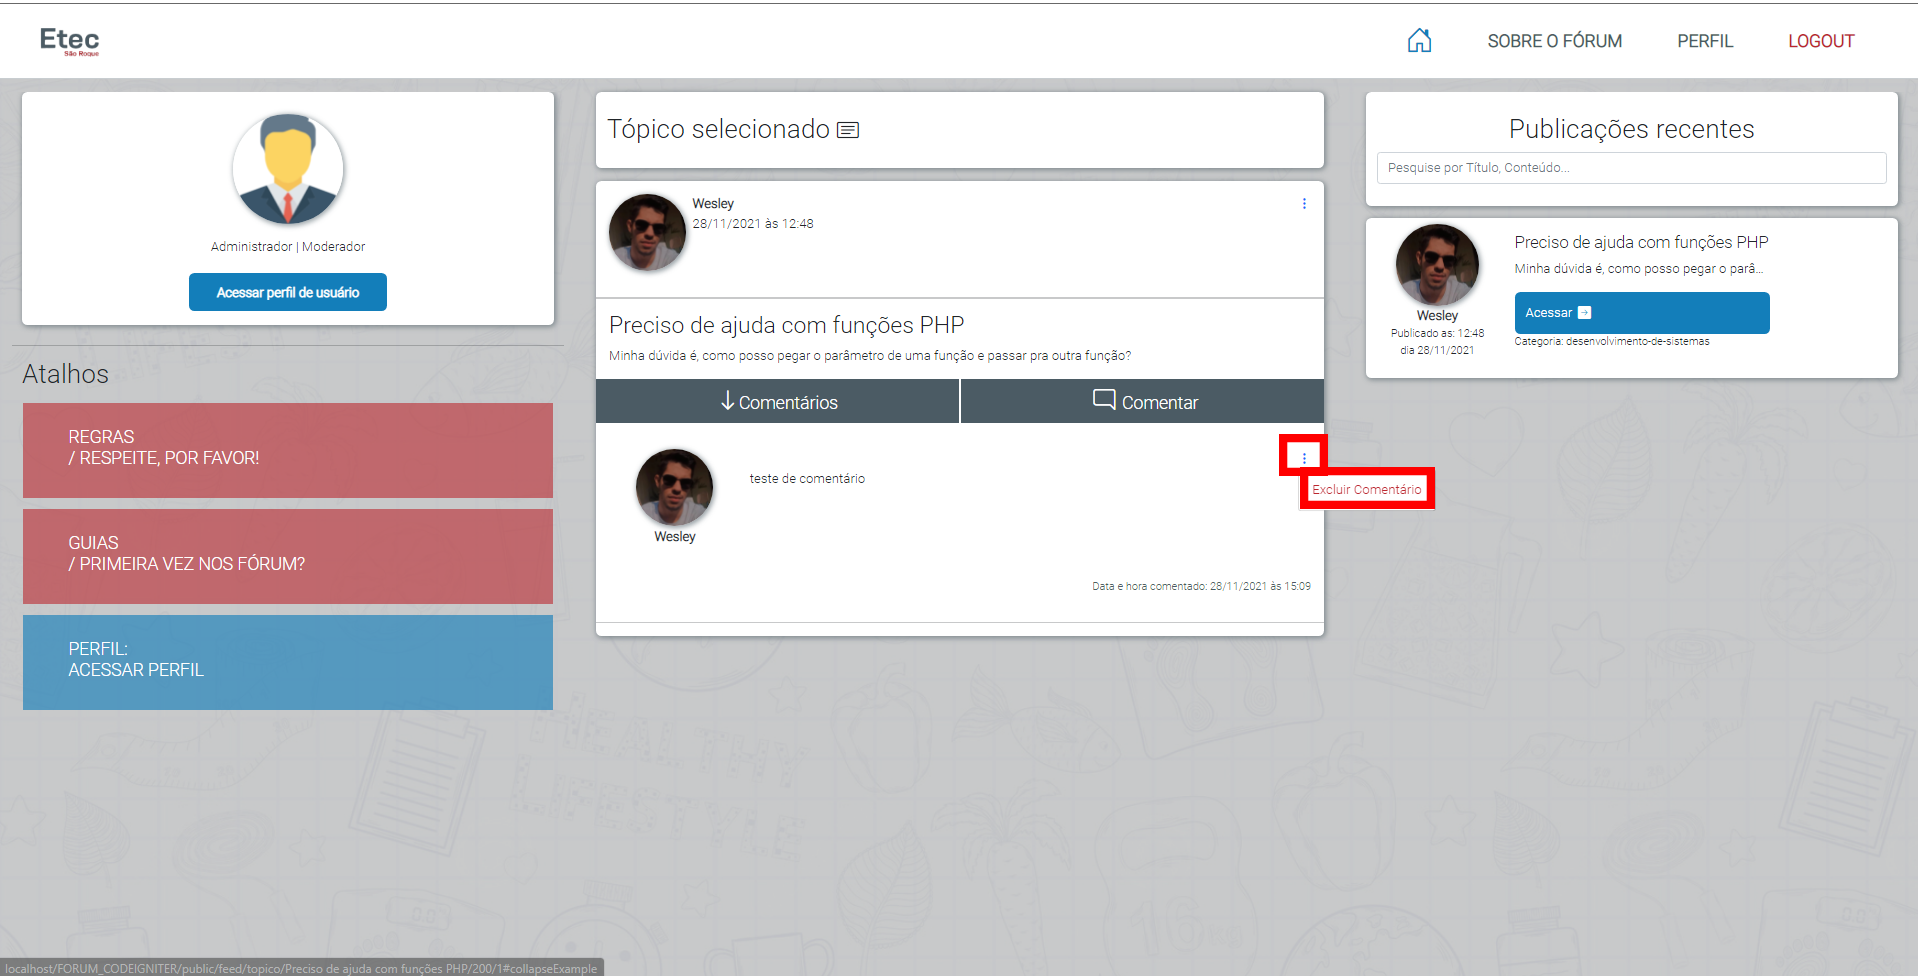 Etec
São Roque
SOBRE O FÓRUM
PERFIL
LOGOUT
Administrador | Moderador
Acessar perfil de usuário
Atalhos
REGRAS
/ RESPEITE, POR FAVOR!
GUIAS
/ PRIMEIRA VEZ NOS FÓRUM?
PERFIL:
ACESSAR PERFIL
Tópico selecionado
Wesley
28/11/2021 às 12:48
Preciso de ajuda com funções PHP
Minha dúvida é, como posso pegar o parâmetro de uma função e passar pra outra função?
Comentários
Comentar
teste de comentário
Excluir Comentário
Wesley
Data e hora comentado: 28/11/2021 às 15:09
Publicações recentes
Pesquise por Título, Conteúdo...
Preciso de ajuda com funções PHP
Minha dúvida é, como posso pegar o parâ...
Acessar
Wesley
Publicado as: 12:48
dia 28/11/2021
Categoria: desenvolvimento-de-sistemas
HEALTHY
LIFESTYLE
localhost/FORUM_CODEIGNITER/public/feed/topico/Preciso de ajuda com funções PHP/200/1#collapseExample